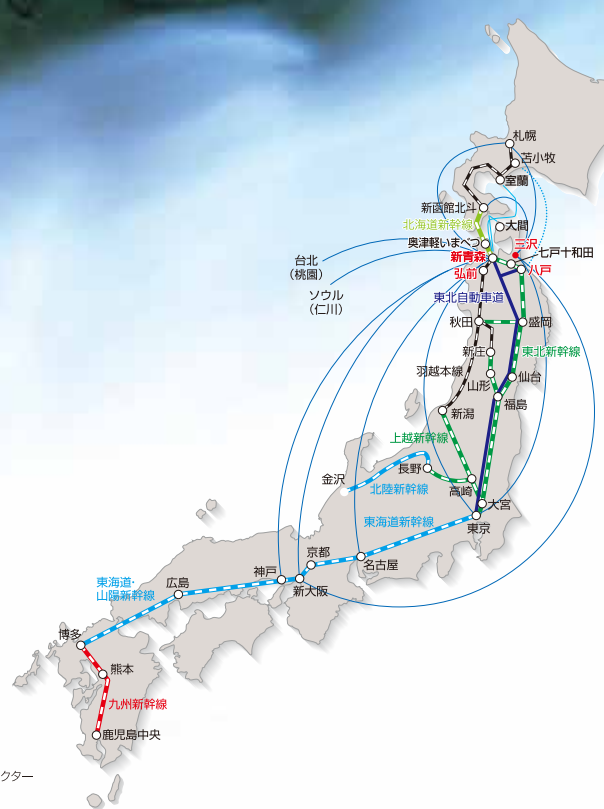 札幌
苫小牧
室蘭
新函館北斗
北海道新幹線
大間
奥津軽いまべつ
三沢
七戸十和田
新青森
台北
(桃園)
弘前
八戸
ソウル
(仁川)
東北自動車道
秋田
盛岡
新庄
東北新幹線
羽越本線
山形
仙台
福島
新潟
上越新幹線
長野
金沢
北陸新幹線
高崎
大宮
東海道新幹線
東京
京都
名古屋
神戸
新大阪
東海道・
山陽新幹線
広島
博多
熊本
九州新幹線
鹿児島中央
クター